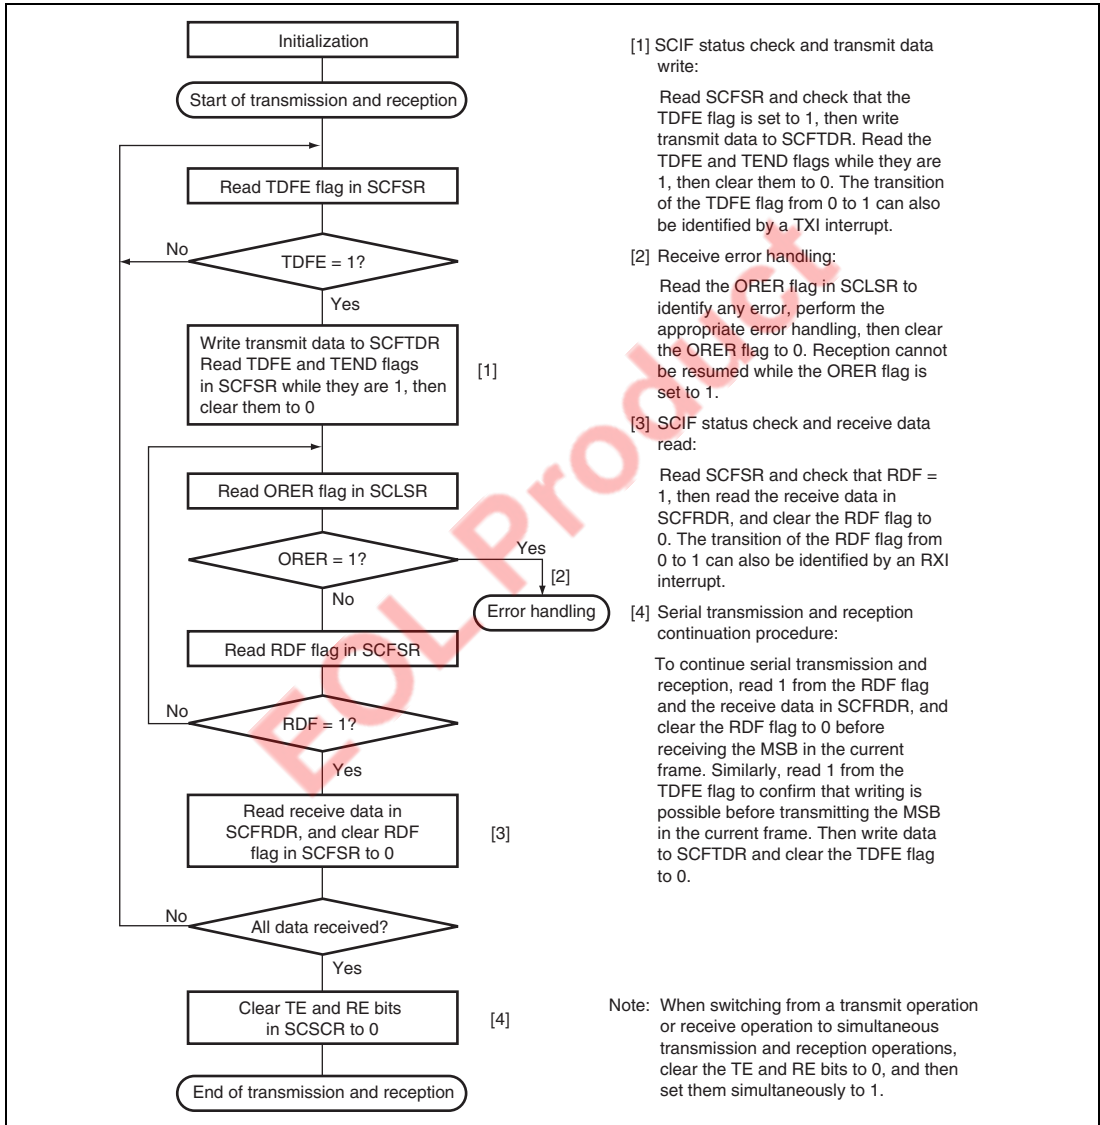 Initialization
Start of transmission and reception
Read TDFE flag in SCFSR
No
TDFE = 1?
Yes
Write transmit data to SCFTDR
Read TDFE and TEND flags
in SCFSR while they are 1, then
clear them to 0
[1]
Read ORER flag in SCLSR
ORER = 1?
Yes
[2]
No
Error handling
Read RDF flag in SCFSR
No
RDF = 1?
Yes
Read receive data in
SCFRDR, and clear RDF
flag in SCFSR to 0
[3]
No
All data received?
Yes
Clear TE and RE bits
in SCSCR to 0
[4]
End of transmission and reception
[1] SCIF status check and transmit data
write:
Read SCFSR and check that the
TDFE flag is set to 1, then write
transmit data to SCFTDR. Read the
TDFE and TEND flags while they are
1, then clear them to 0. The transition
of the TDFE flag from 0 to 1 can also
be identified by a TXI interrupt.
[2] Receive error handling:
Read the ORER flag in SCLSR to
identify any error, perform the
appropriate error handling, then clear
the ORER flag to 0. Reception cannot
be resumed while the ORER flag is
set to 1.
[3] SCIF status check and receive data
read:
Read SCFSR and check that RDF =
1, then read the receive data in
SCFRDR, and clear the RDF flag to
0. The transition of the RDF flag from
0 to 1 can also be identified by an RXI
interrupt.
[4] Serial transmission and reception
continuation procedure:
To continue serial transmission and
reception, read 1 from the RDF flag
and the receive data in SCFRDR, and
clear the RDF flag to 0 before
receiving the MSB in the current
frame. Similarly, read 1 from the
TDFE flag to confirm that writing is
possible before transmitting the MSB
in the current frame. Then write data
to SCFTDR and clear the TDFE flag
to 0.
Note: When switching from a transmit operation
or receive operation to simultaneous
transmission and reception operations,
clear the TE and RE bits to 0, and then
set them simultaneously to 1.
EOL Product